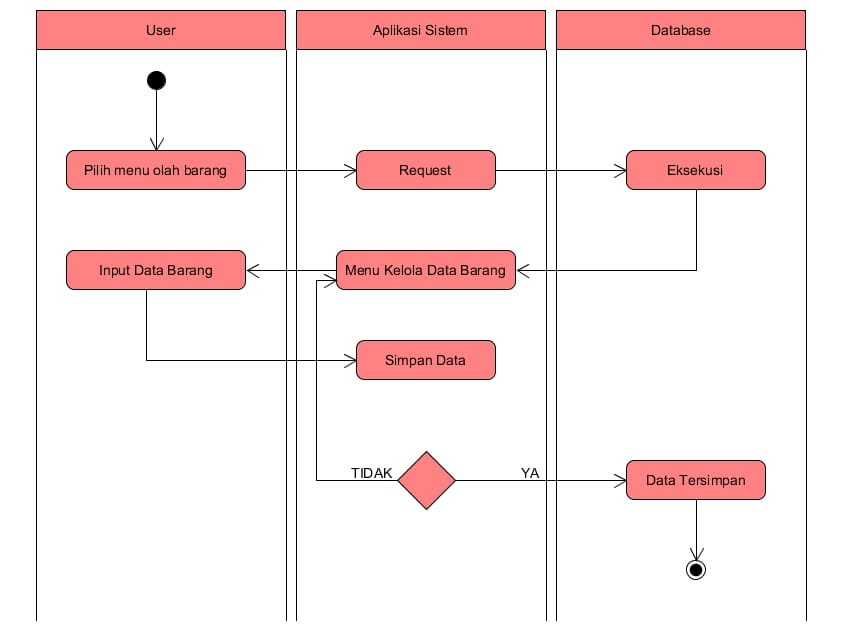 User
Aplikasi Sistem
Database
Pilih menu olah barang
Request
Eksekusi
Input Data Barang
Menu Kelola Data Barang
Simpan Data
TIDAK
YA
Data Tersimpan